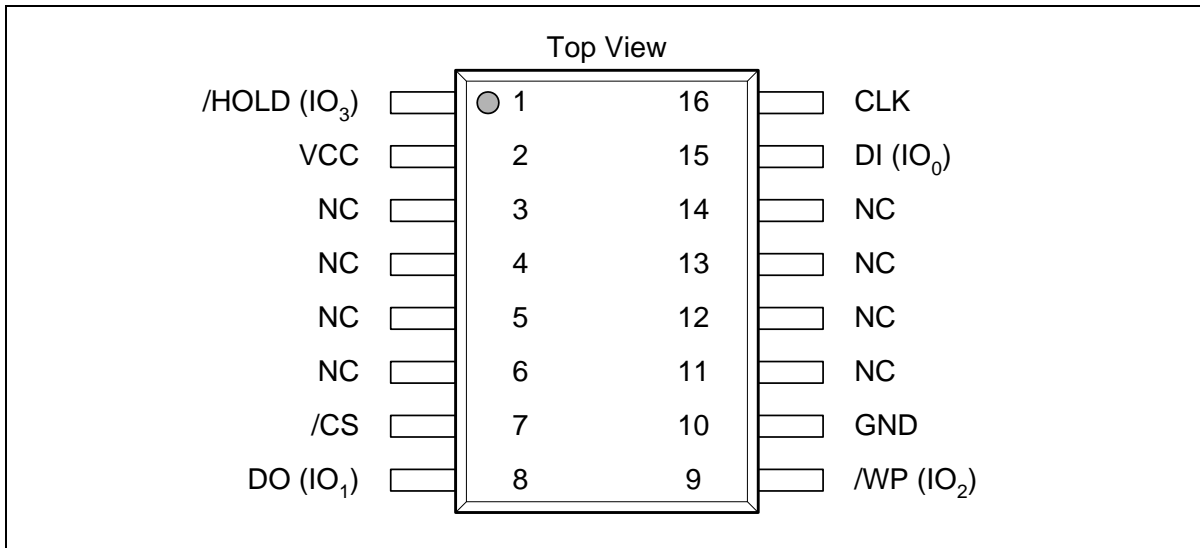 Top View
/HOLD (IO₃) 1 16 CLK
VCC 2 15 DI (IO₀)
NC 3 14 NC
NC 4 13 NC
NC 5 12 NC
NC 6 11 NC
/CS 7 10 GND
DO (IO₁) 8 9 /WP (IO₂)